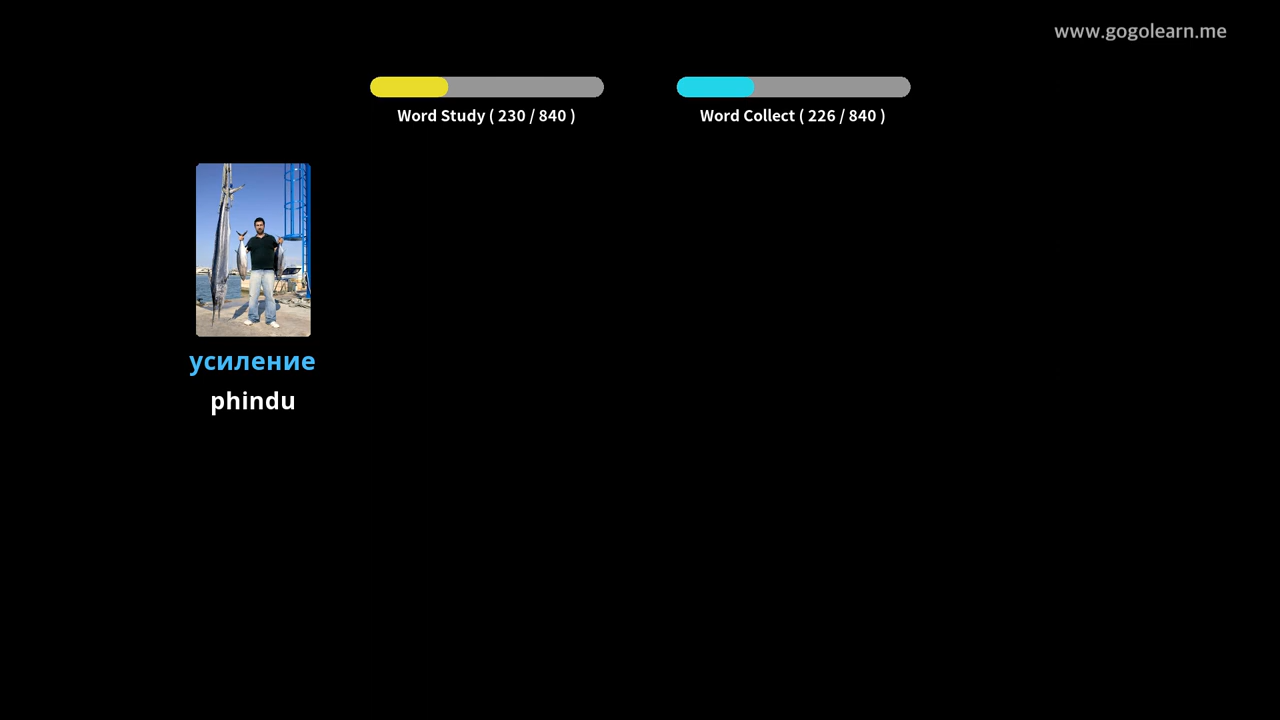 www.gogolearn.me
Word Study ( 230 / 840 )
Word Collect ( 226 / 840 )
усиление
phindu